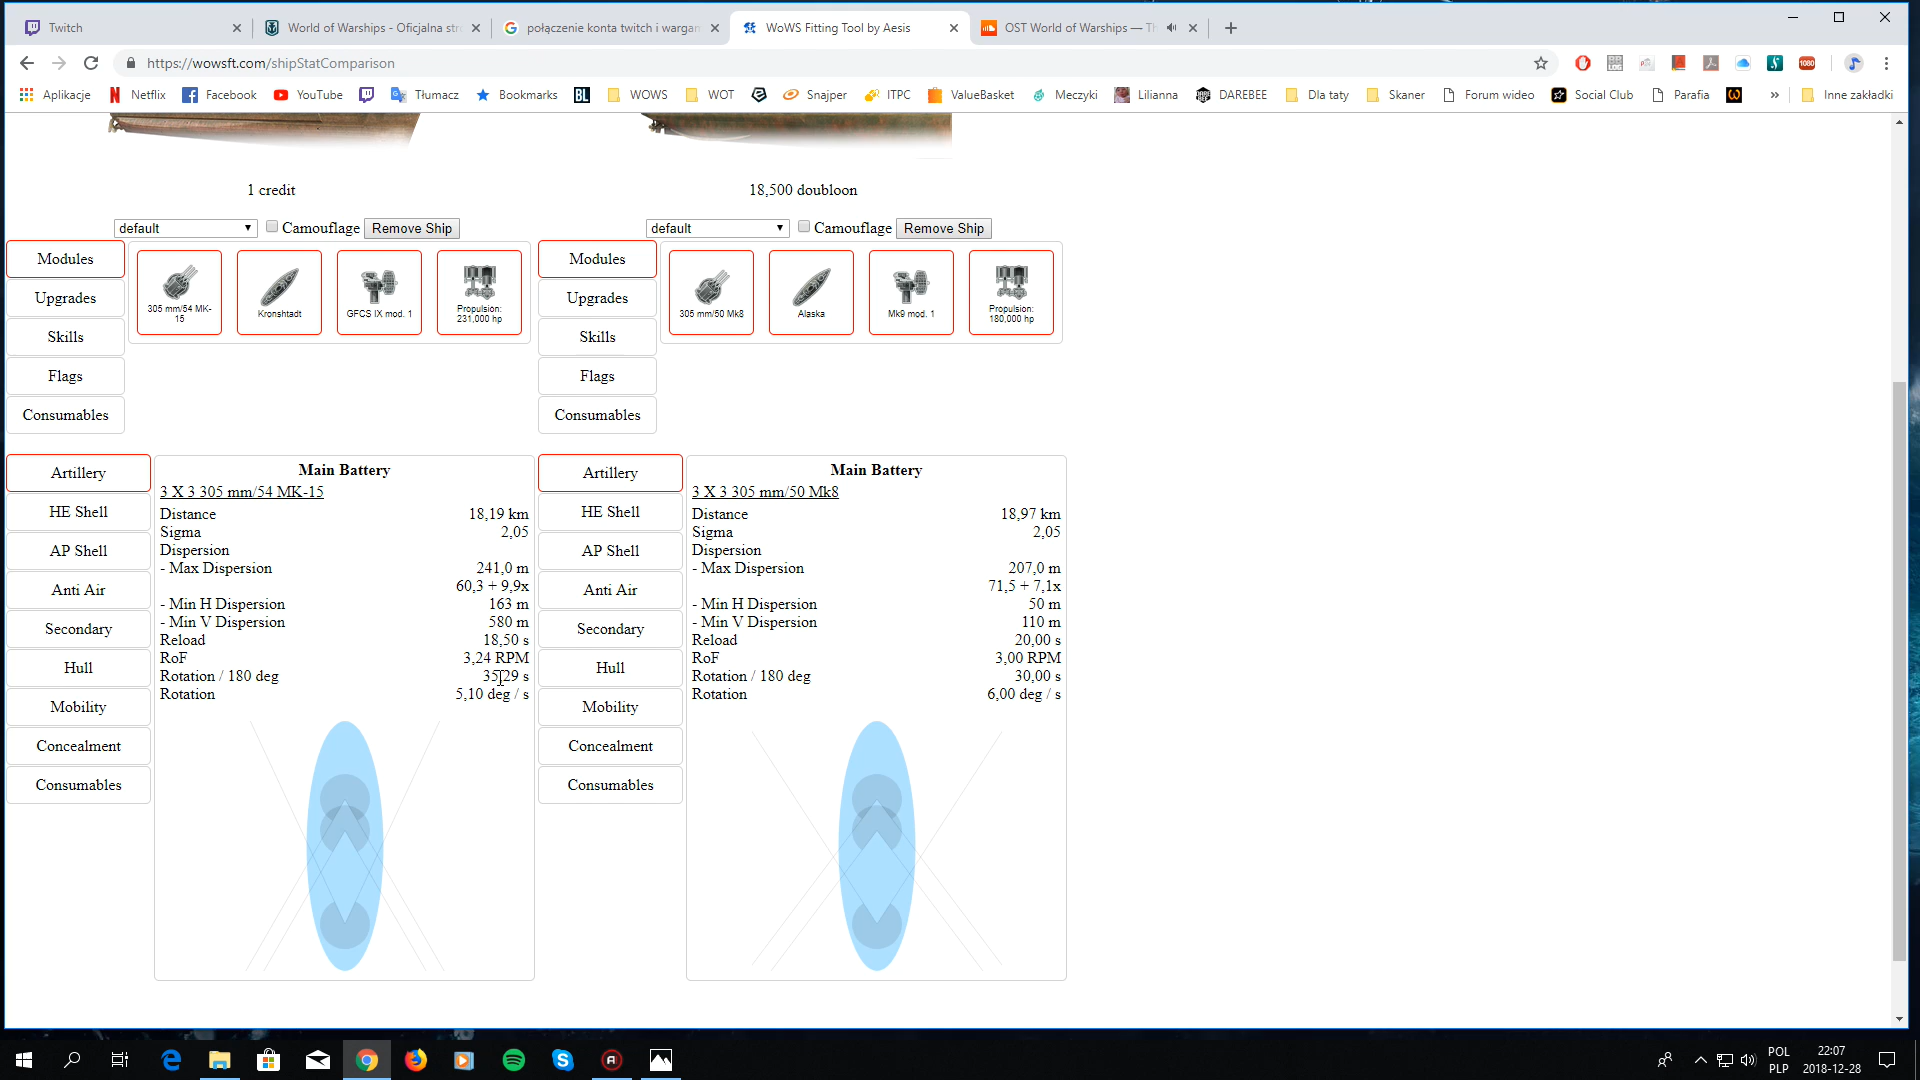 Twitch
World of Warships - Oficjalna str
połączenie konta twitch i wargam
WoWS Fitting Tool by Aesis
OST World of Warships — Th
https://wowsft.com/shipStatComparison
1080
Aplikacje
Netflix
Facebook
YouTube
Tłumacz
Bookmarks
BL
WOWS
WOT
Snajper
ITPC
ValueBasket
Meczyki
Lilianna
DAREBEE
Dla taty
Skaner
Forum wideo
Social Club
Parafia
»
Inne zakładki
1 credit
18,500 doubloon
default
Camouflage
Remove Ship
default
Camouflage
Remove Ship
Modules
Upgrades
Skills
Flags
Consumables
305 mm/54 MK-
15
Kronshtadt
GFCS IX mod. 1
Propulsion:
231,000 hp
Modules
Upgrades
Skills
Flags
Consumables
305 mm/50 Mk8
Alaska
Mk9 mod. 1
Propulsion:
180,000 hp
Artillery
HE Shell
AP Shell
Anti Air
Secondary
Hull
Mobility
Concealment
Consumables
Main Battery
3 X 3 305 mm/54 MK-15
Distance 18,19 km
Sigma 2,05
Dispersion
- Max Dispersion 241,0 m
60,3 + 9,9x
- Min H Dispersion 163 m
- Min V Dispersion 580 m
Reload 18,50 s
RoF 3,24 RPM
Rotation / 180 deg 35,29 s
Rotation 5,10 deg / s
Artillery
HE Shell
AP Shell
Anti Air
Secondary
Hull
Mobility
Concealment
Consumables
Main Battery
3 X 3 305 mm/50 Mk8
Distance 18,97 km
Sigma 2,05
Dispersion
- Max Dispersion 207,0 m
71,5 + 7,1x
- Min H Dispersion 50 m
- Min V Dispersion 110 m
Reload 20,00 s
RoF 3,00 RPM
Rotation / 180 deg 30,00 s
Rotation 6,00 deg / s
POL
PLP
22:07
2018-12-28